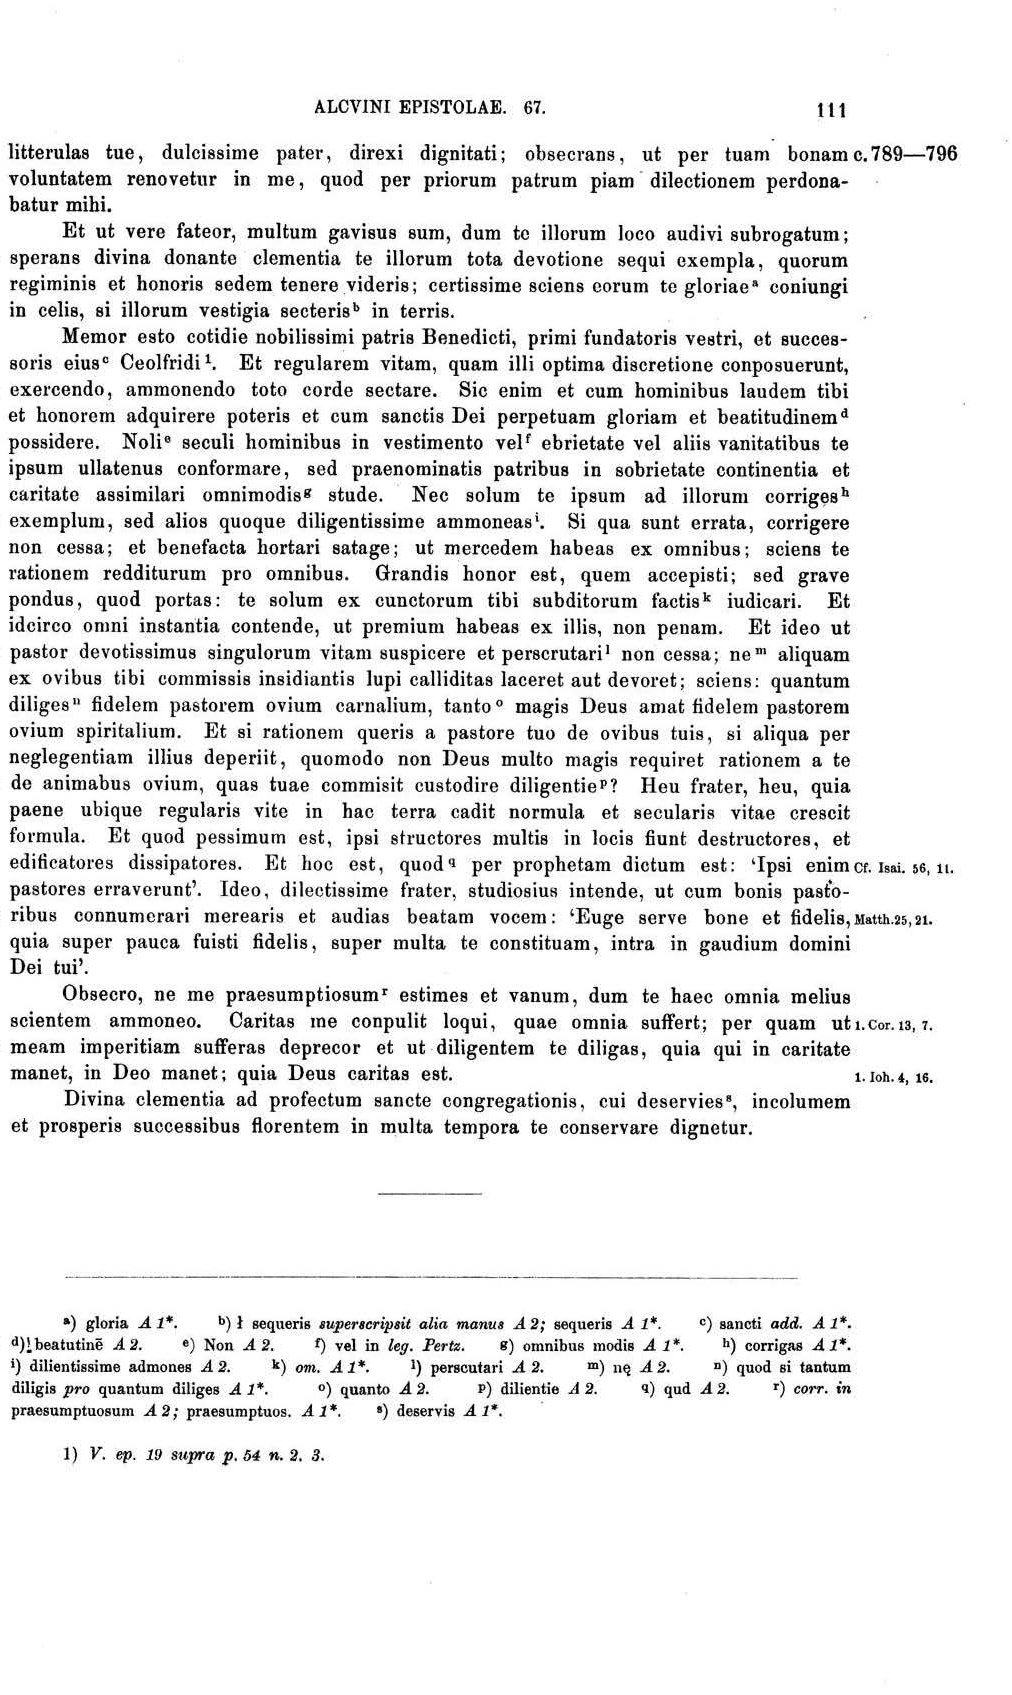 ALCVINI EPISTOLAE. 67. 111
litterulas tue, dulcissime pater, direxi dignitati; obsecrans, ut per tuam bonam c. 789—796
voluntatem renovetur in me, quod per priorum patrum piam dilectionem perdona-
batur mihi.
Et ut vere fateor, multum gavisus sum, dum te illorum loco audivi subrogatum;
sperans divina donante clementia te illorum tota devotione sequi exempla, quorum
regiminis et honoris sedem tenere videris; certissime sciens eorum te gloriae ᵃ coniungi
in celis, si illorum vestigia secteris ᵇ in terris.
Memor esto cotidie nobilissimi patris Benedicti, primi fundatoris vestri, et succes-
soris eius ᶜ Ceolfridi ¹. Et regularem vitam, quam illi optima discretione conposuerunt,
exercendo, ammonendo toto corde sectare. Sic enim et cum hominibus laudem tibi
et honorem adquirere poteris et cum sanctis Dei perpetuam gloriam et beatitudinem ᵈ
possidere. Noli ᵉ seculi hominibus in vestimento vel ᶠ ebrietate vel aliis vanitatibus te
ipsum ullatenus conformare, sed praenominatis patribus in sobrietate continentia et
caritate assimilari omnimodis ᵍ stude. Nec solum te ipsum ad illorum corriges ʰ
exemplum, sed alios quoque diligentissime ammoneas ⁱ. Si qua sunt errata, corrigere
non cessa; et benefacta hortari satage; ut mercedem habeas ex omnibus; sciens te
rationem redditurum pro omnibus. Grandis honor est, quem accepisti; sed grave
pondus, quod portas: te solum ex cunctorum tibi subditorum factis ᵏ iudicari. Et
idcirco omni instantia contende, ut premium habeas ex illis, non penam. Et ideo ut
pastor devotissimus singulorum vitam suspicere et perscrutari ˡ non cessa; ne ᵐ aliquam
ex ovibus tibi commissis insidiantis lupi calliditas laceret aut devoret; sciens: quantum
diliges ⁿ fidelem pastorem ovium carnalium, tanto ᵒ magis Deus amat fidelem pastorem
ovium spiritalium. Et si rationem queris a pastore tuo de ovibus tuis, si aliqua per
neglegentiam illius deperiit, quomodo non Deus multo magis requiret rationem a te
de animabus ovium, quas tuae commisit custodire diligentie ᵖ? Heu frater, heu, quia
paene ubique regularis vite in hac terra cadit normula et secularis vitae crescit
formula. Et quod pessimum est, ipsi structores multis in locis fiunt destructores, et
edificatores dissipatores. Et hoc est, quod q per prophetam dictum est: ‘Ipsi enim Cf. Isai. 56, 11.
pastores erraverunt’. Ideo, dilectissime frater, studiosius intende, ut cum bonis pasto-
ribus connumerari merearis et audias beatam vocem: ‘Euge serve bone et fidelis, Matth. 25, 21.
quia super pauca fuisti fidelis, super multa te constituam, intra in gaudium domini
Dei tui’.
Obsecro, ne me praesumptiosum ʳ estimes et vanum, dum te haec omnia melius
scientem ammoneo. Caritas me conpulit loqui, quae omnia suffert; per quam ut 1. Cor. 13, 7.
meam imperitiam sufferas deprecor et ut diligentem te diligas, quia qui in caritate
manet, in Deo manet; quia Deus caritas est. 1. Ioh. 4, 16.
Divina clementia ad profectum sancte congregationis, cui deservies ˢ, incolumem
et prosperis successibus florentem in multa tempora te conservare dignetur.
a) gloria A 1*. b) ł sequeris superscripsit alia manus A 2; sequeris A 1*. c) sancti add. A 1*.
d) beatutinē A 2. e) Non A 2. f) vel in leg. Pertz. g) omnibus modis A 1*. h) corrigas A 1*.
i) dilientissime admones A 2. k) om. A 1*. l) perscutari A 2. m) nę A 2. n) quod si tantum
diligis pro quantum diliges A 1*. o) quanto A 2. p) dilientie A 2. q) qud A 2. r) corr. in
praesumptuosum A 2; praesumptuos. A 1*. s) deservis A 1*.
1) V. ep. 19 supra p. 54 n. 2. 3.